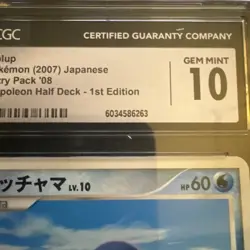 CGC CERTIFIED GUARANTY COMPANY
lup
kémon (2007) Japanese
try Pack '08
poleon Half Deck - 1st Edition
GEM MINT
10
6034586263
ッチャマ LV.10
HP 60